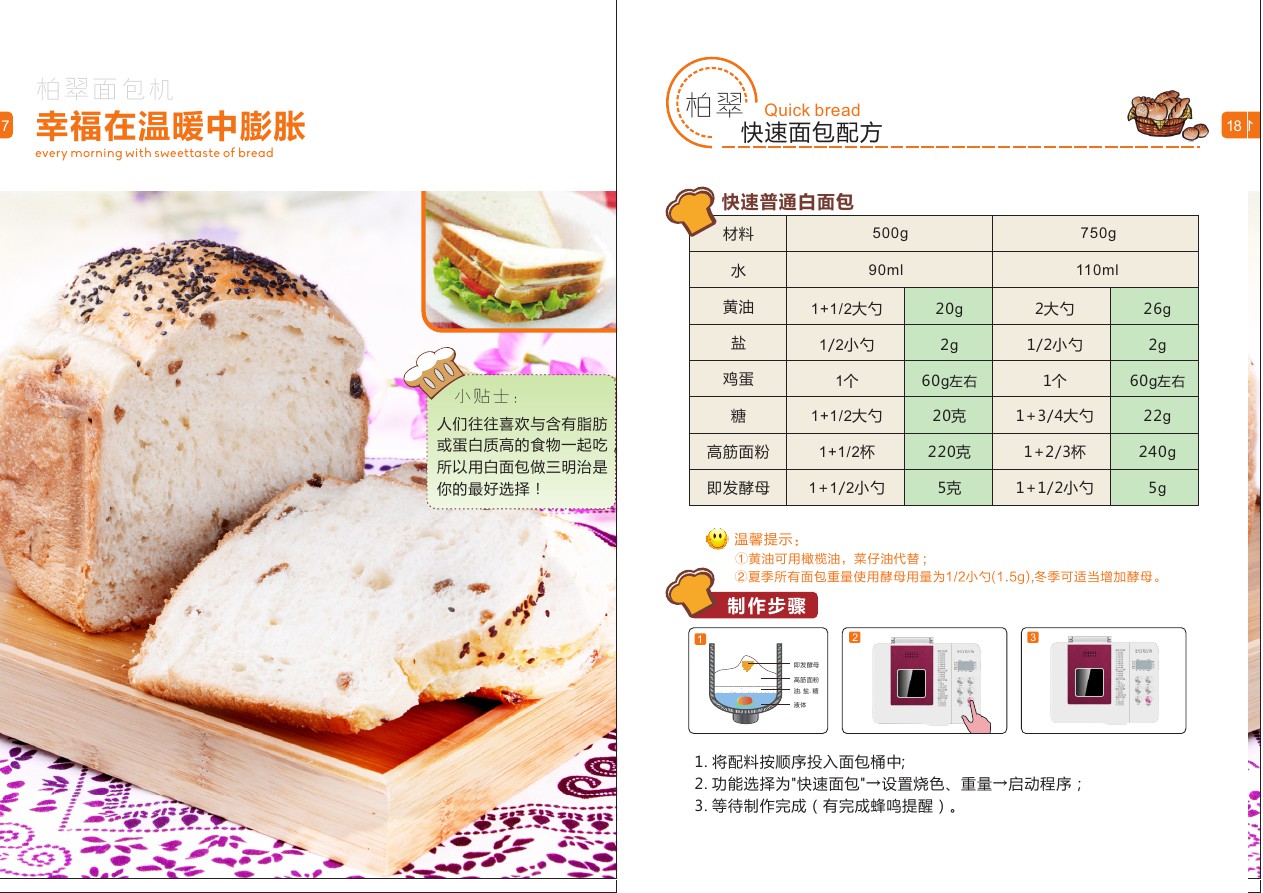 柏翠面包机
7
幸福在温暖中膨胀
every morning with sweettaste of bread
小贴士：
人们往往喜欢与含有脂肪
或蛋白质高的食物一起吃
所以用白面包做三明治是
你的最好选择！
柏翠
Quick bread
快速面包配方
18
快速普通白面包
材料 500g 750g
水 90ml 110ml
黄油 1+1/2大勺 20g 2大勺 26g
盐 1/2小勺 2g 1/2小勺 2g
鸡蛋 1个 60g左右 1个 60g左右
糖 1+1/2大勺 20克 1+3/4大勺 22g
高筋面粉 1+1/2杯 220克 1+2/3杯 240g
即发酵母 1+1/2小勺 5克 1+1/2小勺 5g
温馨提示：
①黄油可用橄榄油，菜仔油代替；
②夏季所有面包重量使用酵母用量为1/2小勺(1.5g),冬季可适当增加酵母。
制作步骤
1
即发酵母
高筋面粉
油. 盐. 糖
液体
2
3
1. 将配料按顺序投入面包桶中;
2. 功能选择为"快速面包"→设置烧色、重量→启动程序；
3. 等待制作完成（有完成蜂鸣提醒）。